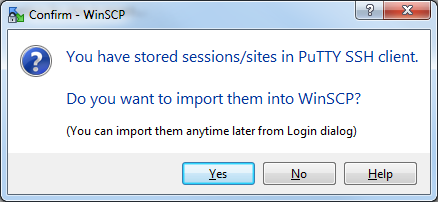 Confirm - WinSCP
You have stored sessions/sites in PuTTY SSH client.
Do you want to import them into WinSCP?
(You can import them anytime later from Login dialog)
Yes No Help